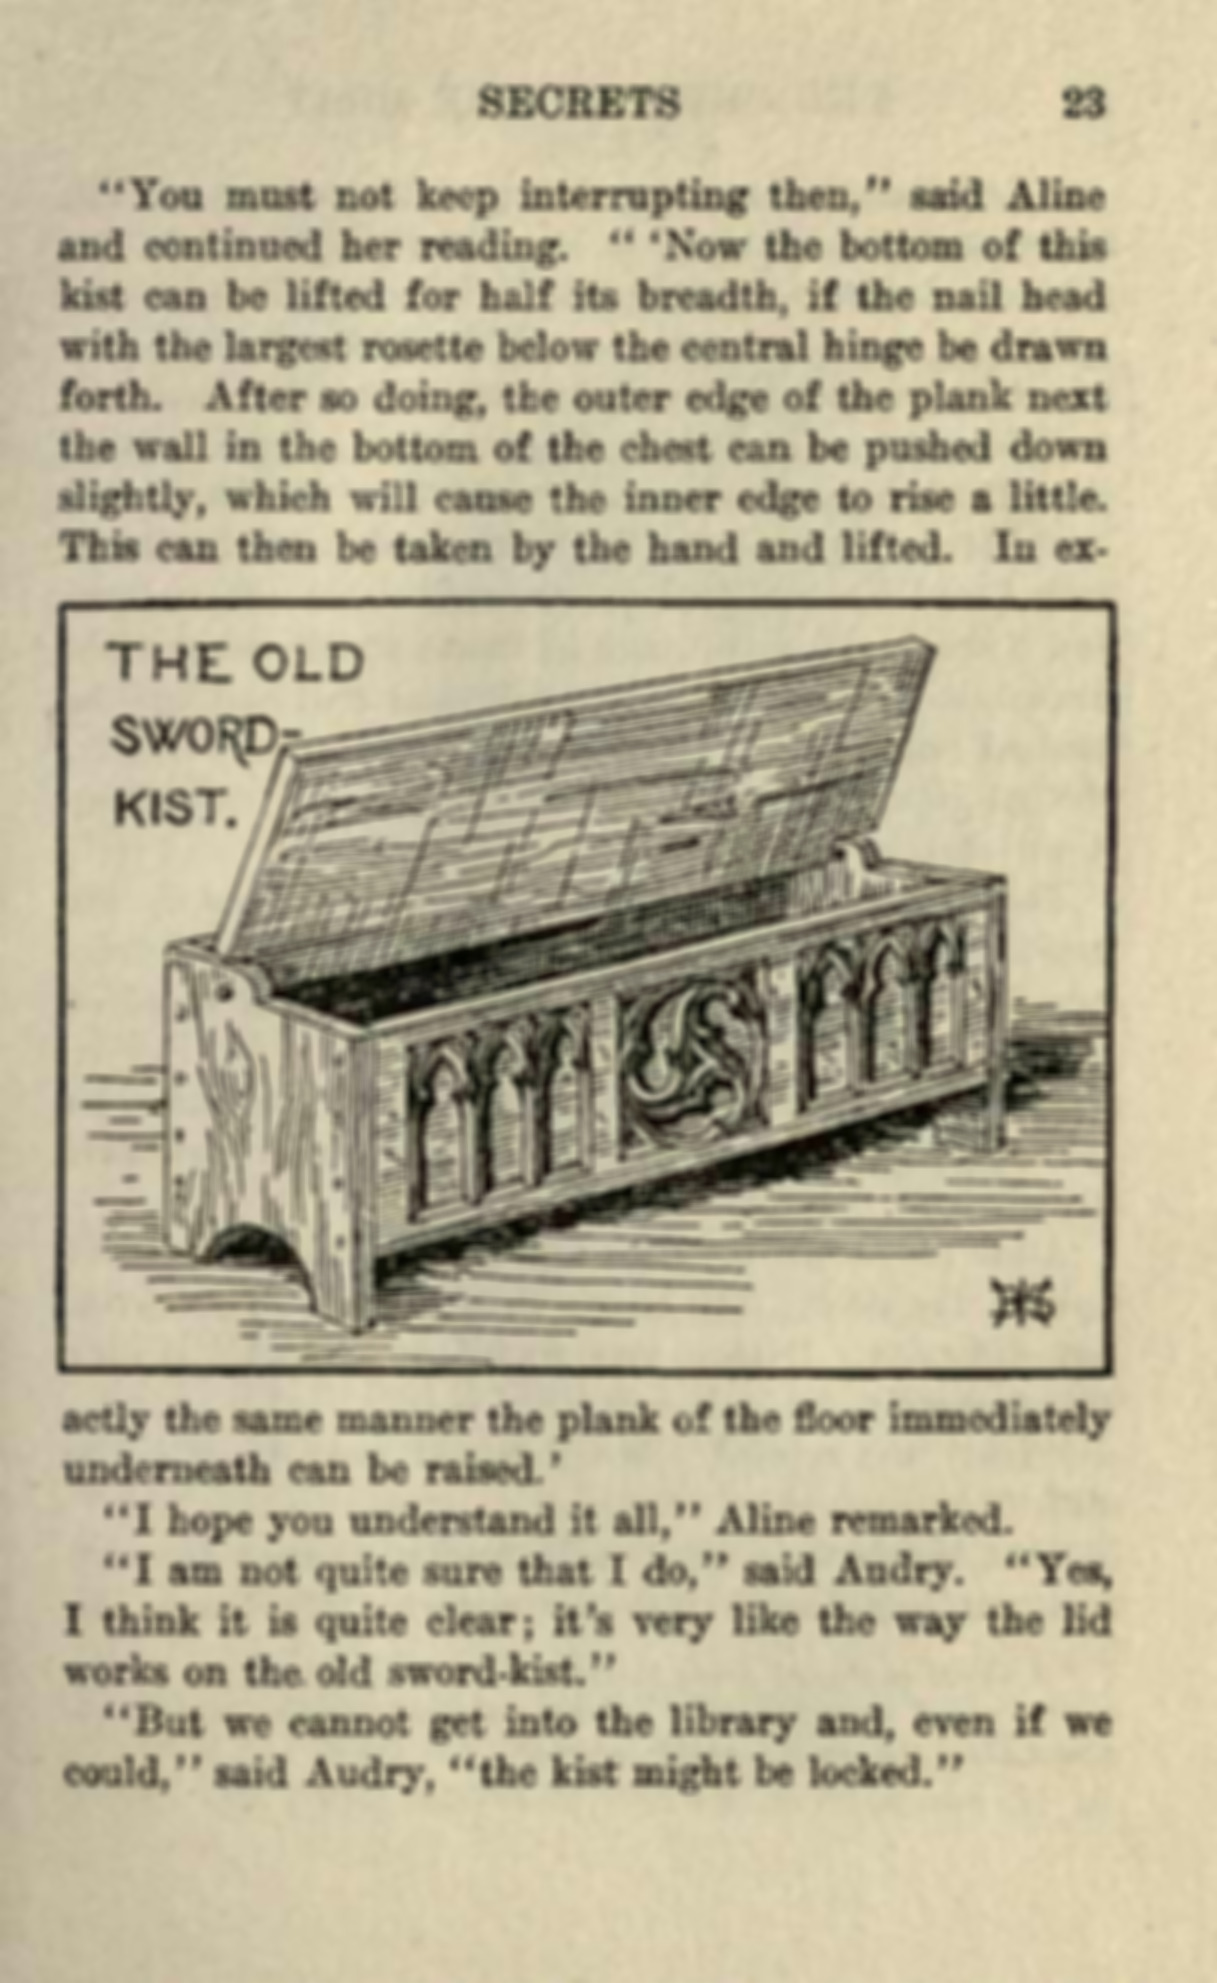 SECRETS 23
“You must not keep interrupting then,” said Aline
and continued her reading. “ ‘Now the bottom of this
kist can be lifted for half its breadth, if the nail head
with the largest rosette below the central hinge be drawn
forth. After so doing, the outer edge of the plank next
the wall in the bottom of the chest can be pushed down
slightly, which will cause the inner edge to rise a little.
This can then be taken by the hand and lifted. In ex-
THE OLD
SWORD-
KIST.
actly the same manner the plank of the floor immediately
underneath can be raised.’
“I hope you understand it all,” Aline remarked.
“I am not quite sure that I do,” said Audry. “Yes,
I think it is quite clear; it’s very like the way the lid
works on the old sword-kist.”
“But we cannot get into the library and, even if we
could,” said Audry, “the kist might be locked.”